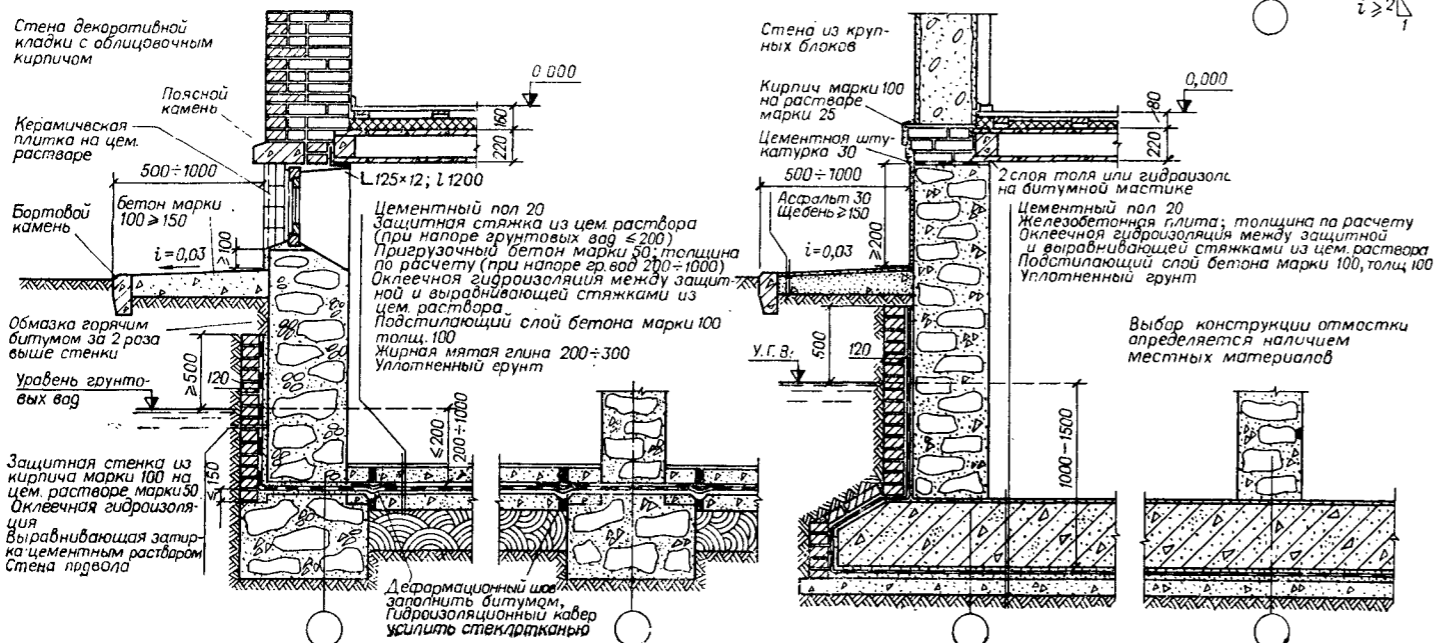 Стена декоративной
кладки с облицовочным
кирпичом
Поясной
камень
Керамическая
плитка на цем.
растваре
500÷1000
Бортовой
камень
бетон марки
100 ≥ 150
i = 0,03
≥100
Обмазка горячим
битумом за 2 раза
выше стенки
Уравень грунто-
вых вад
≥500
120
Защитная стенка из
кирпича марки 100 на
цем. растворе марки 50
Оклеечная гидроизоля-
ция
Выравнивающая затир-
ка цементным раствором
Стена подвала
≤150
0.000
160
220
∟125×12; l 1200
Цементный пол 20
Защитная стяжка из цем. раствора
(при напоре грунтовых вад ≤200)
Пригрузочный бетон марки 50; толщина
по расчету (при напоре гр. вод 200÷1000)
Оклеечная гидроизоляция между защит-
ной и выравнивающей стяжками из
цем. раствора
Подстилающий слой бетона марки 100
толщ. 100
Жирная мятая глина 200÷300
Уплотненный грунт
≤200
200÷1000
Деформационный шов
заполнить битумом,
Гидроизоляционный ковер
усилить стеклотканью
Стена из круп-
ных блоков
Кирпич марки 100
на растваре
марки 25
Цементная шту-
катурка 30
500÷1000
Асфальт 30
Щебень ≥150
i=0,03
≥200
500
120
У.Г.В.
0,000
80
220
2 слоя толя или гидроизол
на битумной мастике
Цементный пол 20
Железобетонная плита; толщина по расчету
Оклеечная гидроизоляция между защитной
и выравнивающей стяжками из цем. раствора
Подстилающий слой бетона марки 100, толщ 100
Уплотненный грунт
1000-1500
Выбор конструкции отмостки
определяется наличием
местных материалов
i ≥ 2
1